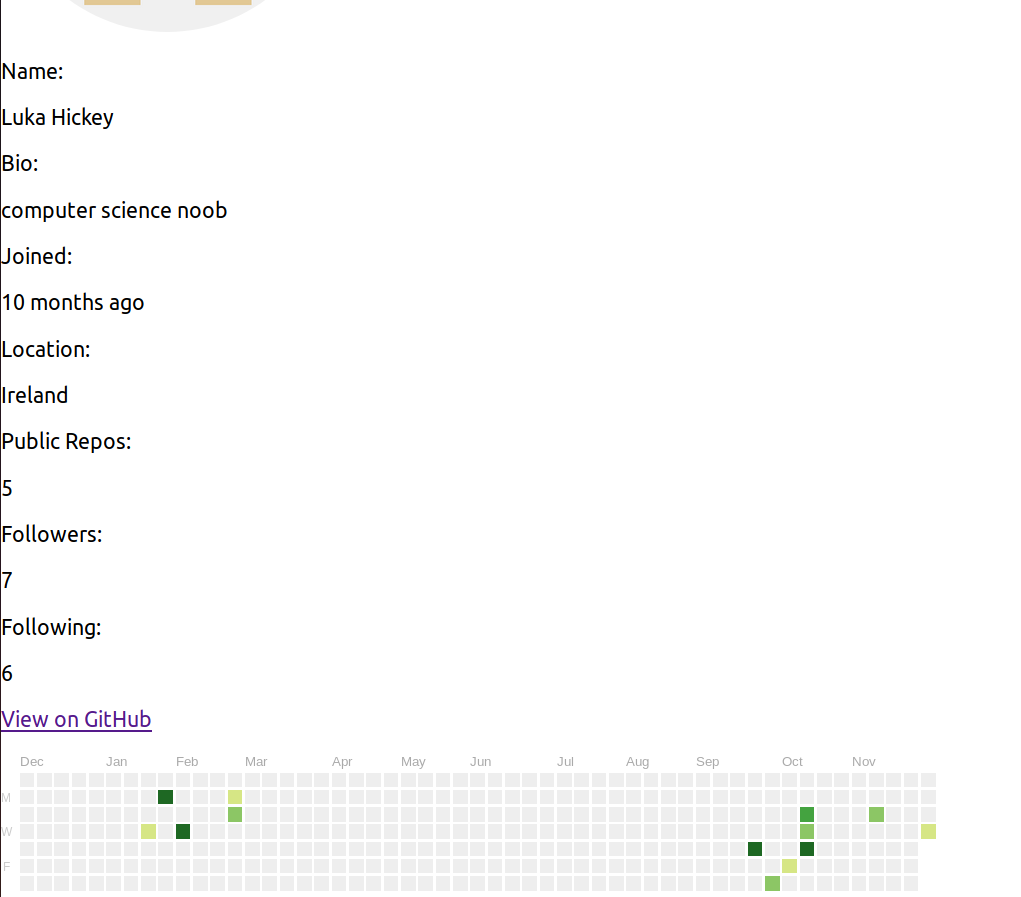 Name:
Luka Hickey
Bio:
computer science noob
Joined:
10 months ago
Location:
Ireland
Public Repos:
5
Followers:
7
Following:
6
View on GitHub
Dec Jan Feb Mar Apr May Jun Jul Aug Sep Oct Nov
M
W
F